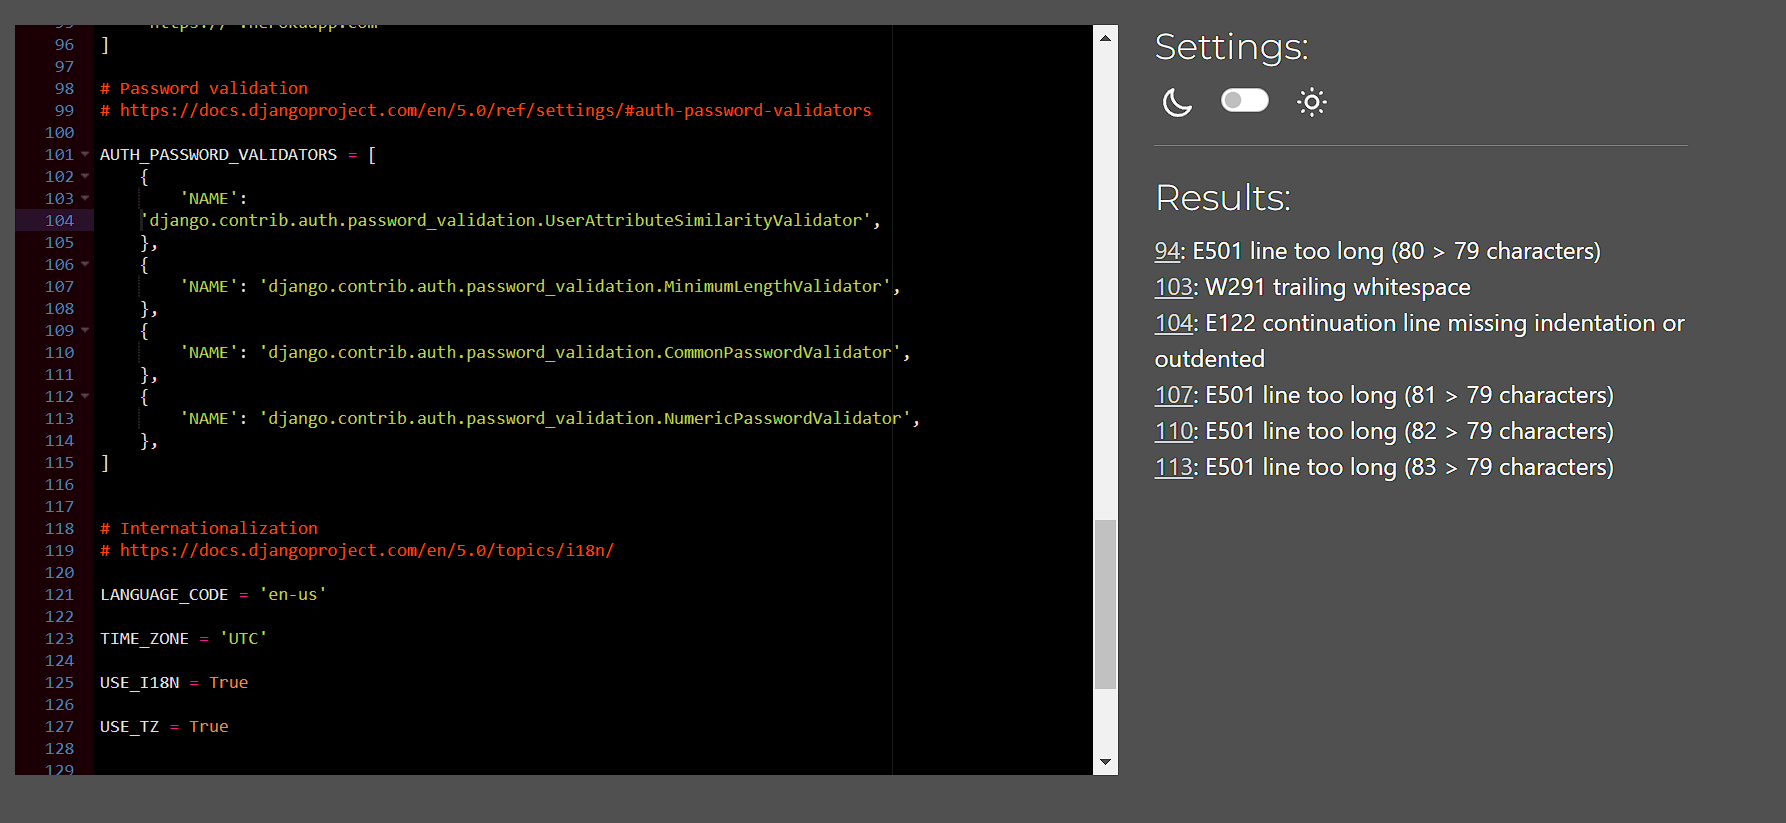 96 ]
97
98 # Password validation
99 # https://docs.djangoproject.com/en/5.0/ref/settings/#auth-password-validators
100
101 AUTH_PASSWORD_VALIDATORS = [
102 {
103 'NAME':
104 'django.contrib.auth.password_validation.UserAttributeSimilarityValidator',
105 },
106 {
107 'NAME': 'django.contrib.auth.password_validation.MinimumLengthValidator',
108 },
109 {
110 'NAME': 'django.contrib.auth.password_validation.CommonPasswordValidator',
111 },
112 {
113 'NAME': 'django.contrib.auth.password_validation.NumericPasswordValidator',
114 },
115 ]
116
117
118 # Internationalization
119 # https://docs.djangoproject.com/en/5.0/topics/i18n/
120
121 LANGUAGE_CODE = 'en-us'
122
123 TIME_ZONE = 'UTC'
124
125 USE_I18N = True
126
127 USE_TZ = True
128
129
Settings:
Results:
94: E501 line too long (80 > 79 characters)
103: W291 trailing whitespace
104: E122 continuation line missing indentation or
outdented
107: E501 line too long (81 > 79 characters)
110: E501 line too long (82 > 79 characters)
113: E501 line too long (83 > 79 characters)